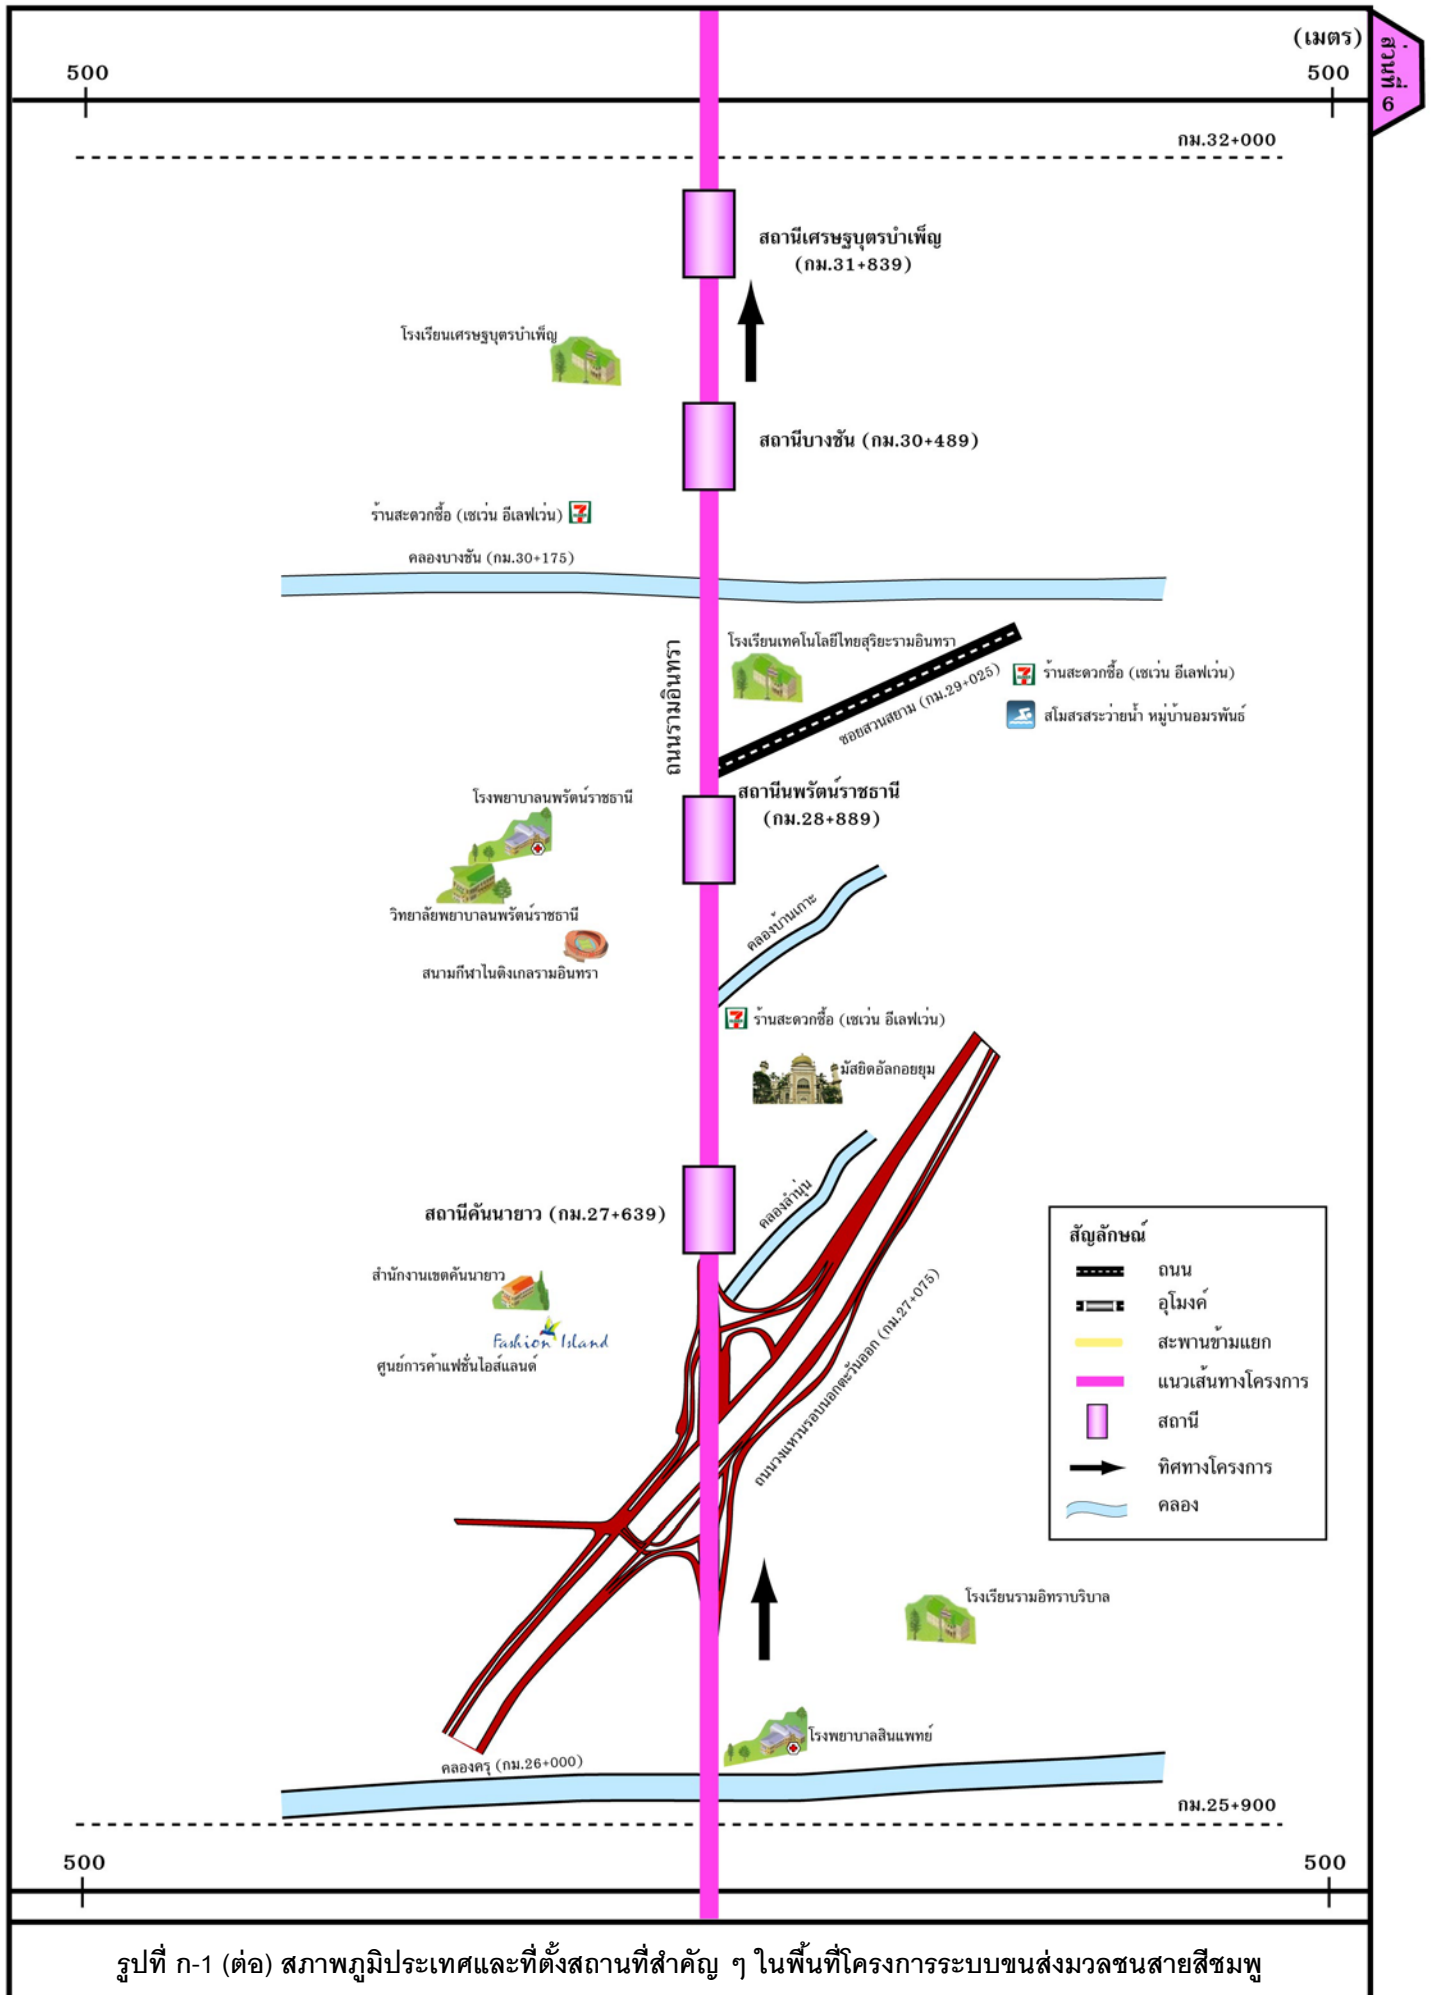 (เมตร)
500
500
ส่วนที่
6
กม.32+000
สถานีเศรษฐบุตรบำเพ็ญ
(กม.31+839)
โรงเรียนเศรษฐบุตรบำเพ็ญ
สถานีบางชัน (กม.30+489)
ร้านสะดวกซื้อ (เซเว่น อีเลฟเว่น)
คลองบางชัน (กม.30+175)
ถนนรามอินทรา
โรงเรียนเทคโนโลยีไทยสุริยะรามอินทรา
ร้านสะดวกซื้อ (เซเว่น อีเลฟเว่น)
ซอยสวนสยาม (กม.29+025)
สโมสรสระว่ายน้ำ หมู่บ้านอมรพันธ์
สถานีนพรัตน์ราชธานี
(กม.28+889)
โรงพยาบาลนพรัตน์ราชธานี
วิทยาลัยพยาบาลนพรัตน์ราชธานี
คลองบ้านเกาะ
สนามกีฬาไนติงเกลรามอินทรา
ร้านสะดวกซื้อ (เซเว่น อีเลฟเว่น)
มัสยิดอัลกอยยุม
คลองลำนุ่น
สถานีคันนายาว (กม.27+639)
สำนักงานเขตคันนายาว
Fashion Island
ศูนย์การค้าแฟชั่นไอส์แลนด์
ถนนวงแหวนรอบนอกตะวันออก (กม.27+075)
สัญลักษณ์
ถนน
อุโมงค์
สะพานข้ามแยก
แนวเส้นทางโครงการ
สถานี
ทิศทางโครงการ
คลอง
โรงเรียนรามอิทราบริบาล
โรงพยาบาลสินแพทย์
คลองครุ (กม.26+000)
กม.25+900
500
500
รูปที่ ก-1 (ต่อ) สภาพภูมิประเทศและที่ตั้งสถานที่สำคัญ ๆ ในพื้นที่โครงการระบบขนส่งมวลชนสายสีชมพู